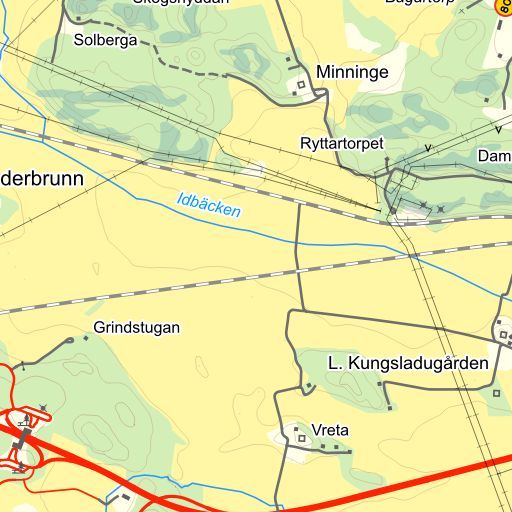 Solberga
Minninge
Ryttartorpet
Dam
derbrunn
Idbäcken
Grindstugan
L. Kungsladugården
Vreta